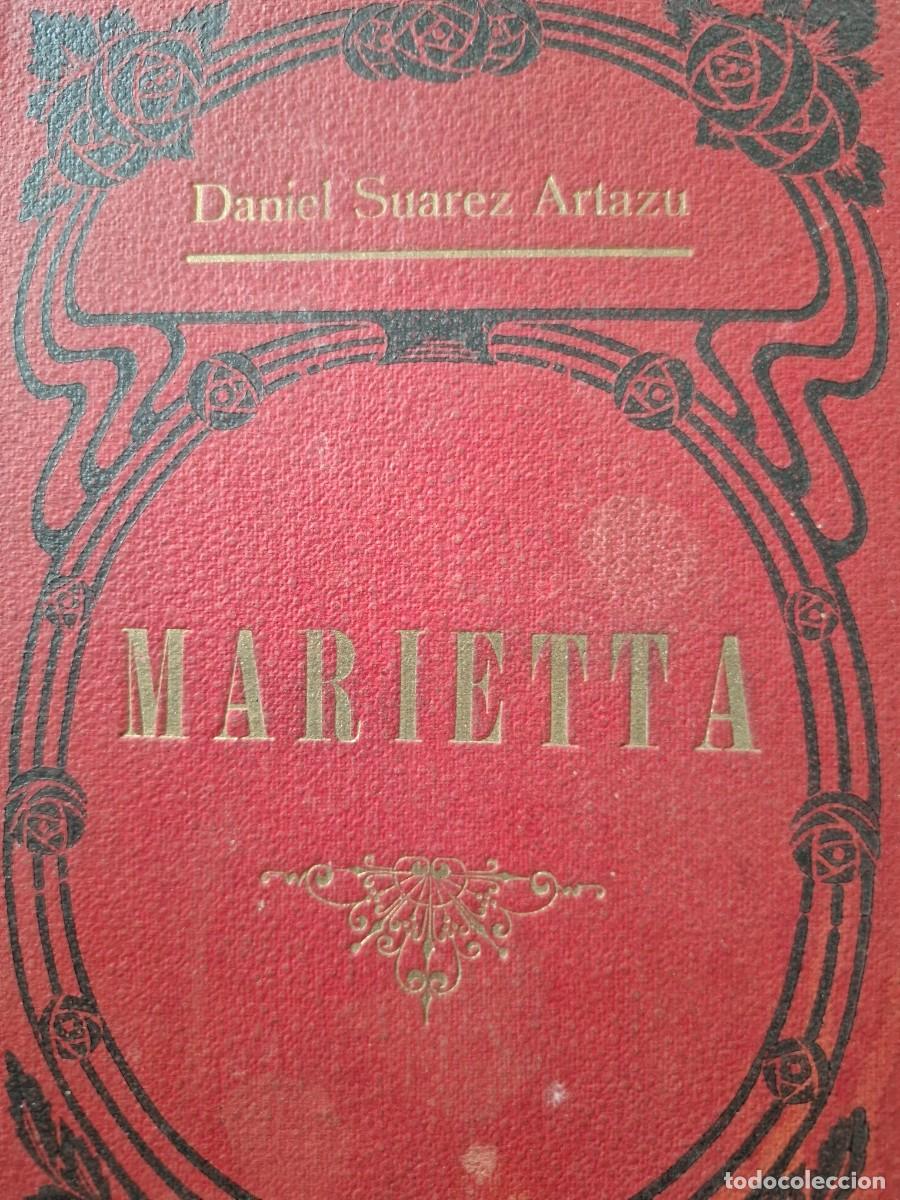 Daniel Suarez Artazu
MARIETTA
todocoleccion